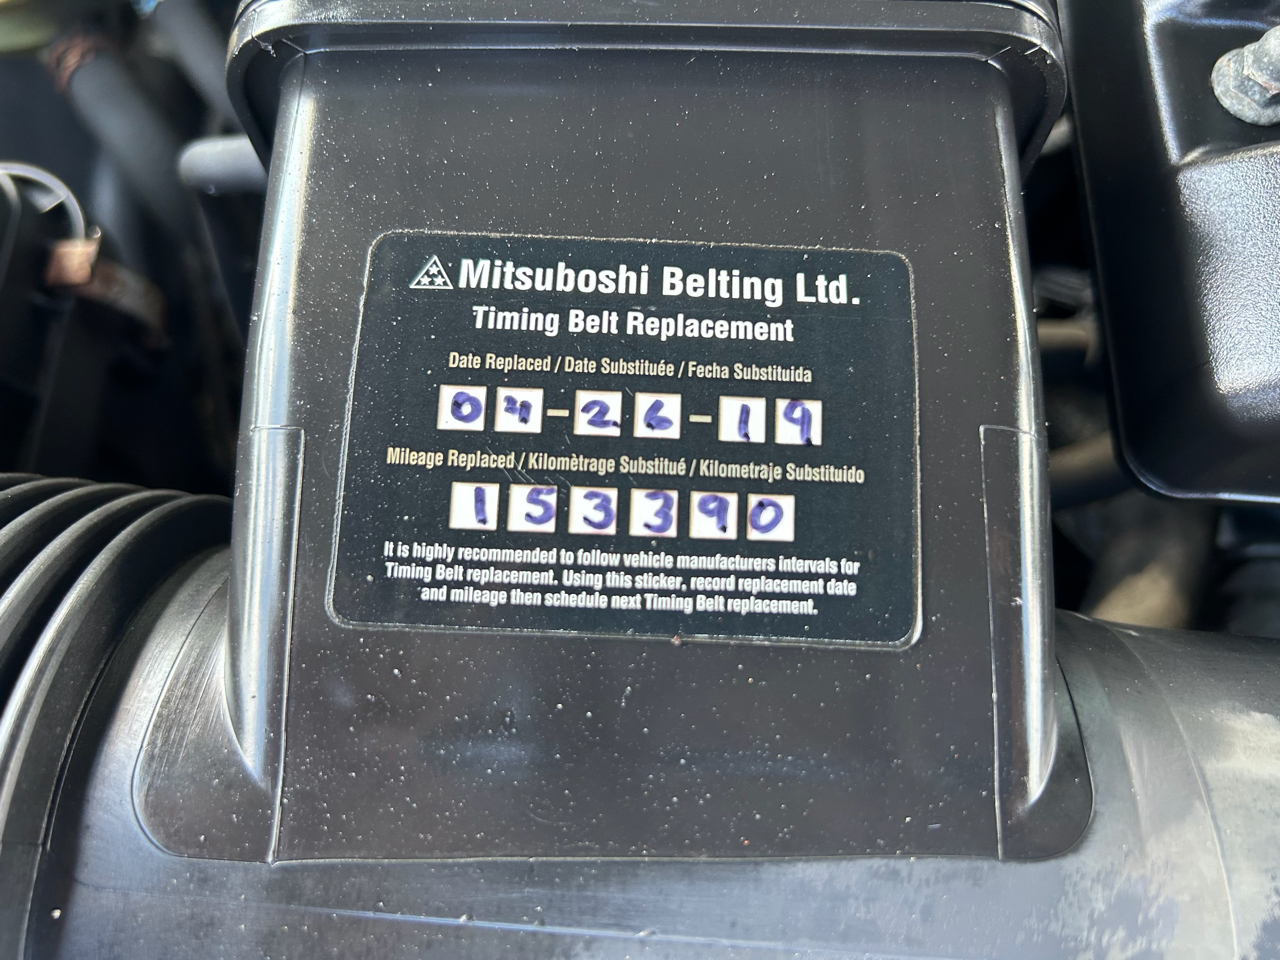 Mitsuboshi Belting Ltd.
Timing Belt Replacement
Date Replaced / Date Substituée / Fecha Substituida
04-26-19
Mileage Replaced / Kilomètrage Substitué / Kilometraje Substituido
153390
It is highly recommended to follow vehicle manufacturers intervals for
Timing Belt replacement. Using this sticker, record replacement date
and mileage then schedule next Timing Belt replacement.